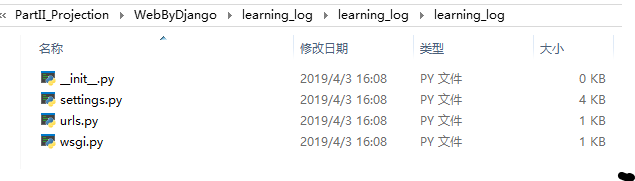 PartII_Projection > WebByDjango > learning_log > learning_log > learning_log
名称 修改日期 类型 大小
__init__.py 2019/4/3 16:08 PY 文件 0 KB
settings.py 2019/4/3 16:08 PY 文件 4 KB
urls.py 2019/4/3 16:08 PY 文件 1 KB
wsgi.py 2019/4/3 16:08 PY 文件 1 KB